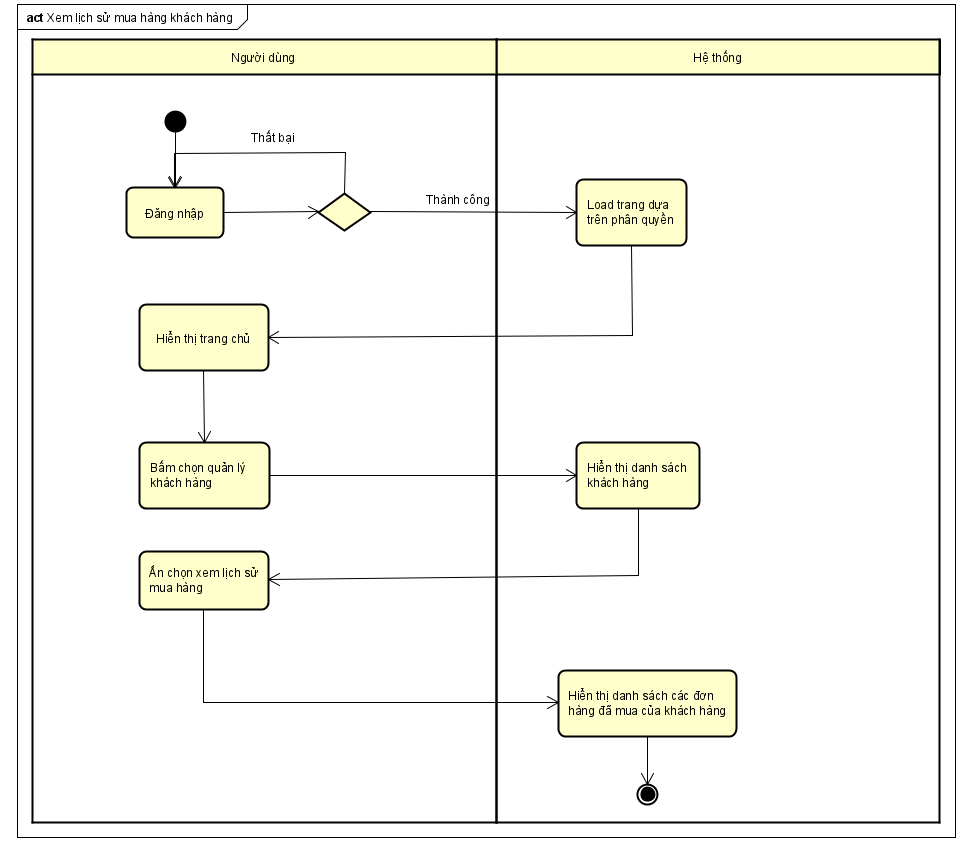 act Xem lịch sử mua hàng khách hàng
Người dùng
Hệ thống
Thất bại
Đăng nhập
Thành công
Load trang dựa
trên phân quyền
Hiển thị trang chủ
Bấm chọn quản lý
khách hàng
Hiển thị danh sách
khách hàng
Ấn chọn xem lịch sử
mua hàng
Hiển thị danh sách các đơn
hàng đã mua của khách hàng